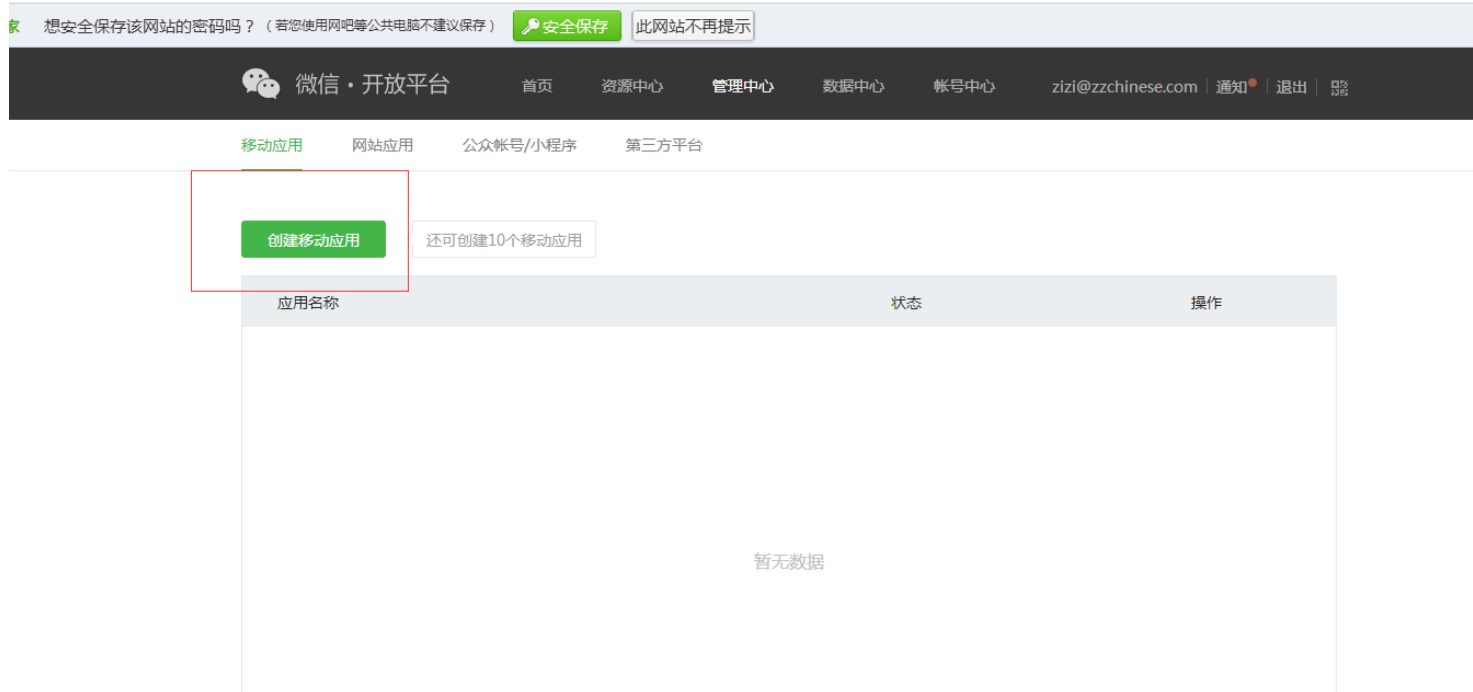 家 想安全保存该网站的密码吗？（若您使用网吧等公共电脑不建议保存） 安全保存 此网站不再提示
微信·开放平台 首页 资源中心 管理中心 数据中心 帐号中心 zizi@zzchinese.com 通知 退出
移动应用 网站应用 公众帐号/小程序 第三方平台
创建移动应用 还可创建10个移动应用
应用名称 状态 操作
暂无数据